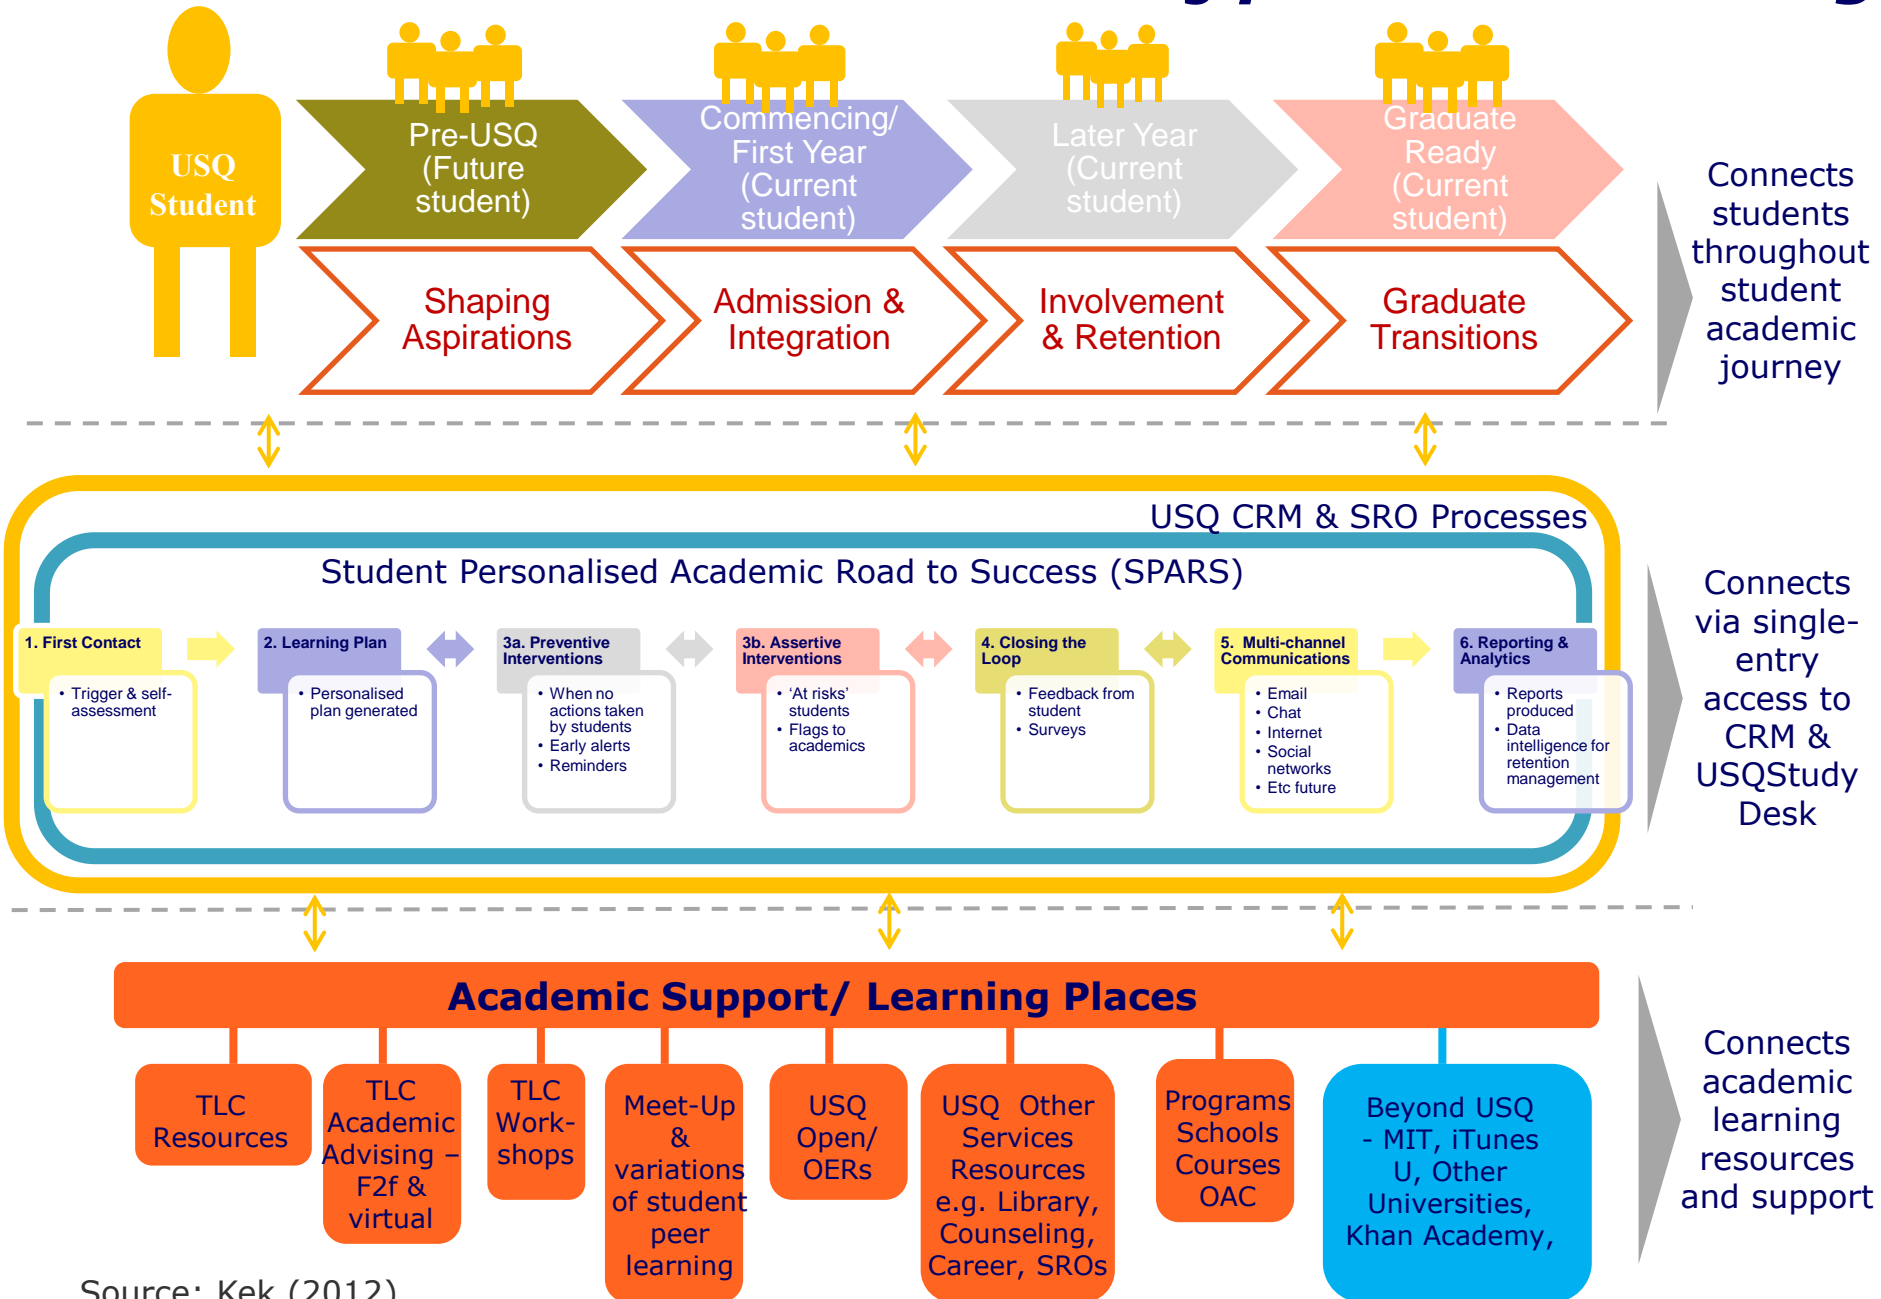 USQ
Student
Pre-USQ
(Future
student)
Commencing/
First Year
(Current
student)
Later Year
(Current
student)
Graduate
Ready
(Current
student)
Shaping
Aspirations
Admission &
Integration
Involvement
& Retention
Graduate
Transitions
Connects
students
throughout
student
academic
journey
USQ CRM & SRO Processes
Student Personalised Academic Road to Success (SPARS)
1. First Contact
• Trigger & self-
assessment
2. Learning Plan
• Personalised
plan generated
3a. Preventive
Interventions
• When no
actions taken
by students
• Early alerts
• Reminders
3b. Assertive
Interventions
• ‘At risks’
students
• Flags to
academics
4. Closing the
Loop
• Feedback from
student
• Surveys
5. Multi-channel
Communications
• Email
• Chat
• Internet
• Social
networks
• Etc future
6. Reporting &
Analytics
• Reports
produced
• Data
intelligence for
retention
management
Connects
via single-
entry
access to
CRM &
USQStudy
Desk
Academic Support/ Learning Places
TLC
Resources
TLC
Academic
Advising –
F2f &
virtual
TLC
Work-
shops
Meet-Up
&
variations
of student
peer
learning
USQ
Open/
OERs
USQ Other
Services
Resources
e.g. Library,
Counseling,
Career, SROs
Programs
Schools
Courses
OAC
Beyond USQ
- MIT, iTunes
U, Other
Universities,
Khan Academy,
Connects
academic
learning
resources
and support
Source: Kek (2012)